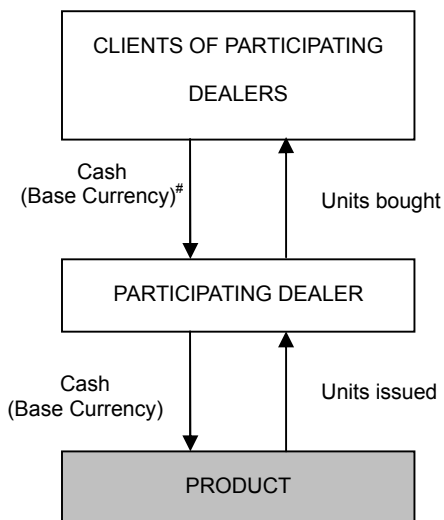 CLIENTS OF PARTICIPATING
DEALERS
Cash
(Base Currency)#
Units bought
PARTICIPATING DEALER
Cash
(Base Currency)
Units issued
PRODUCT